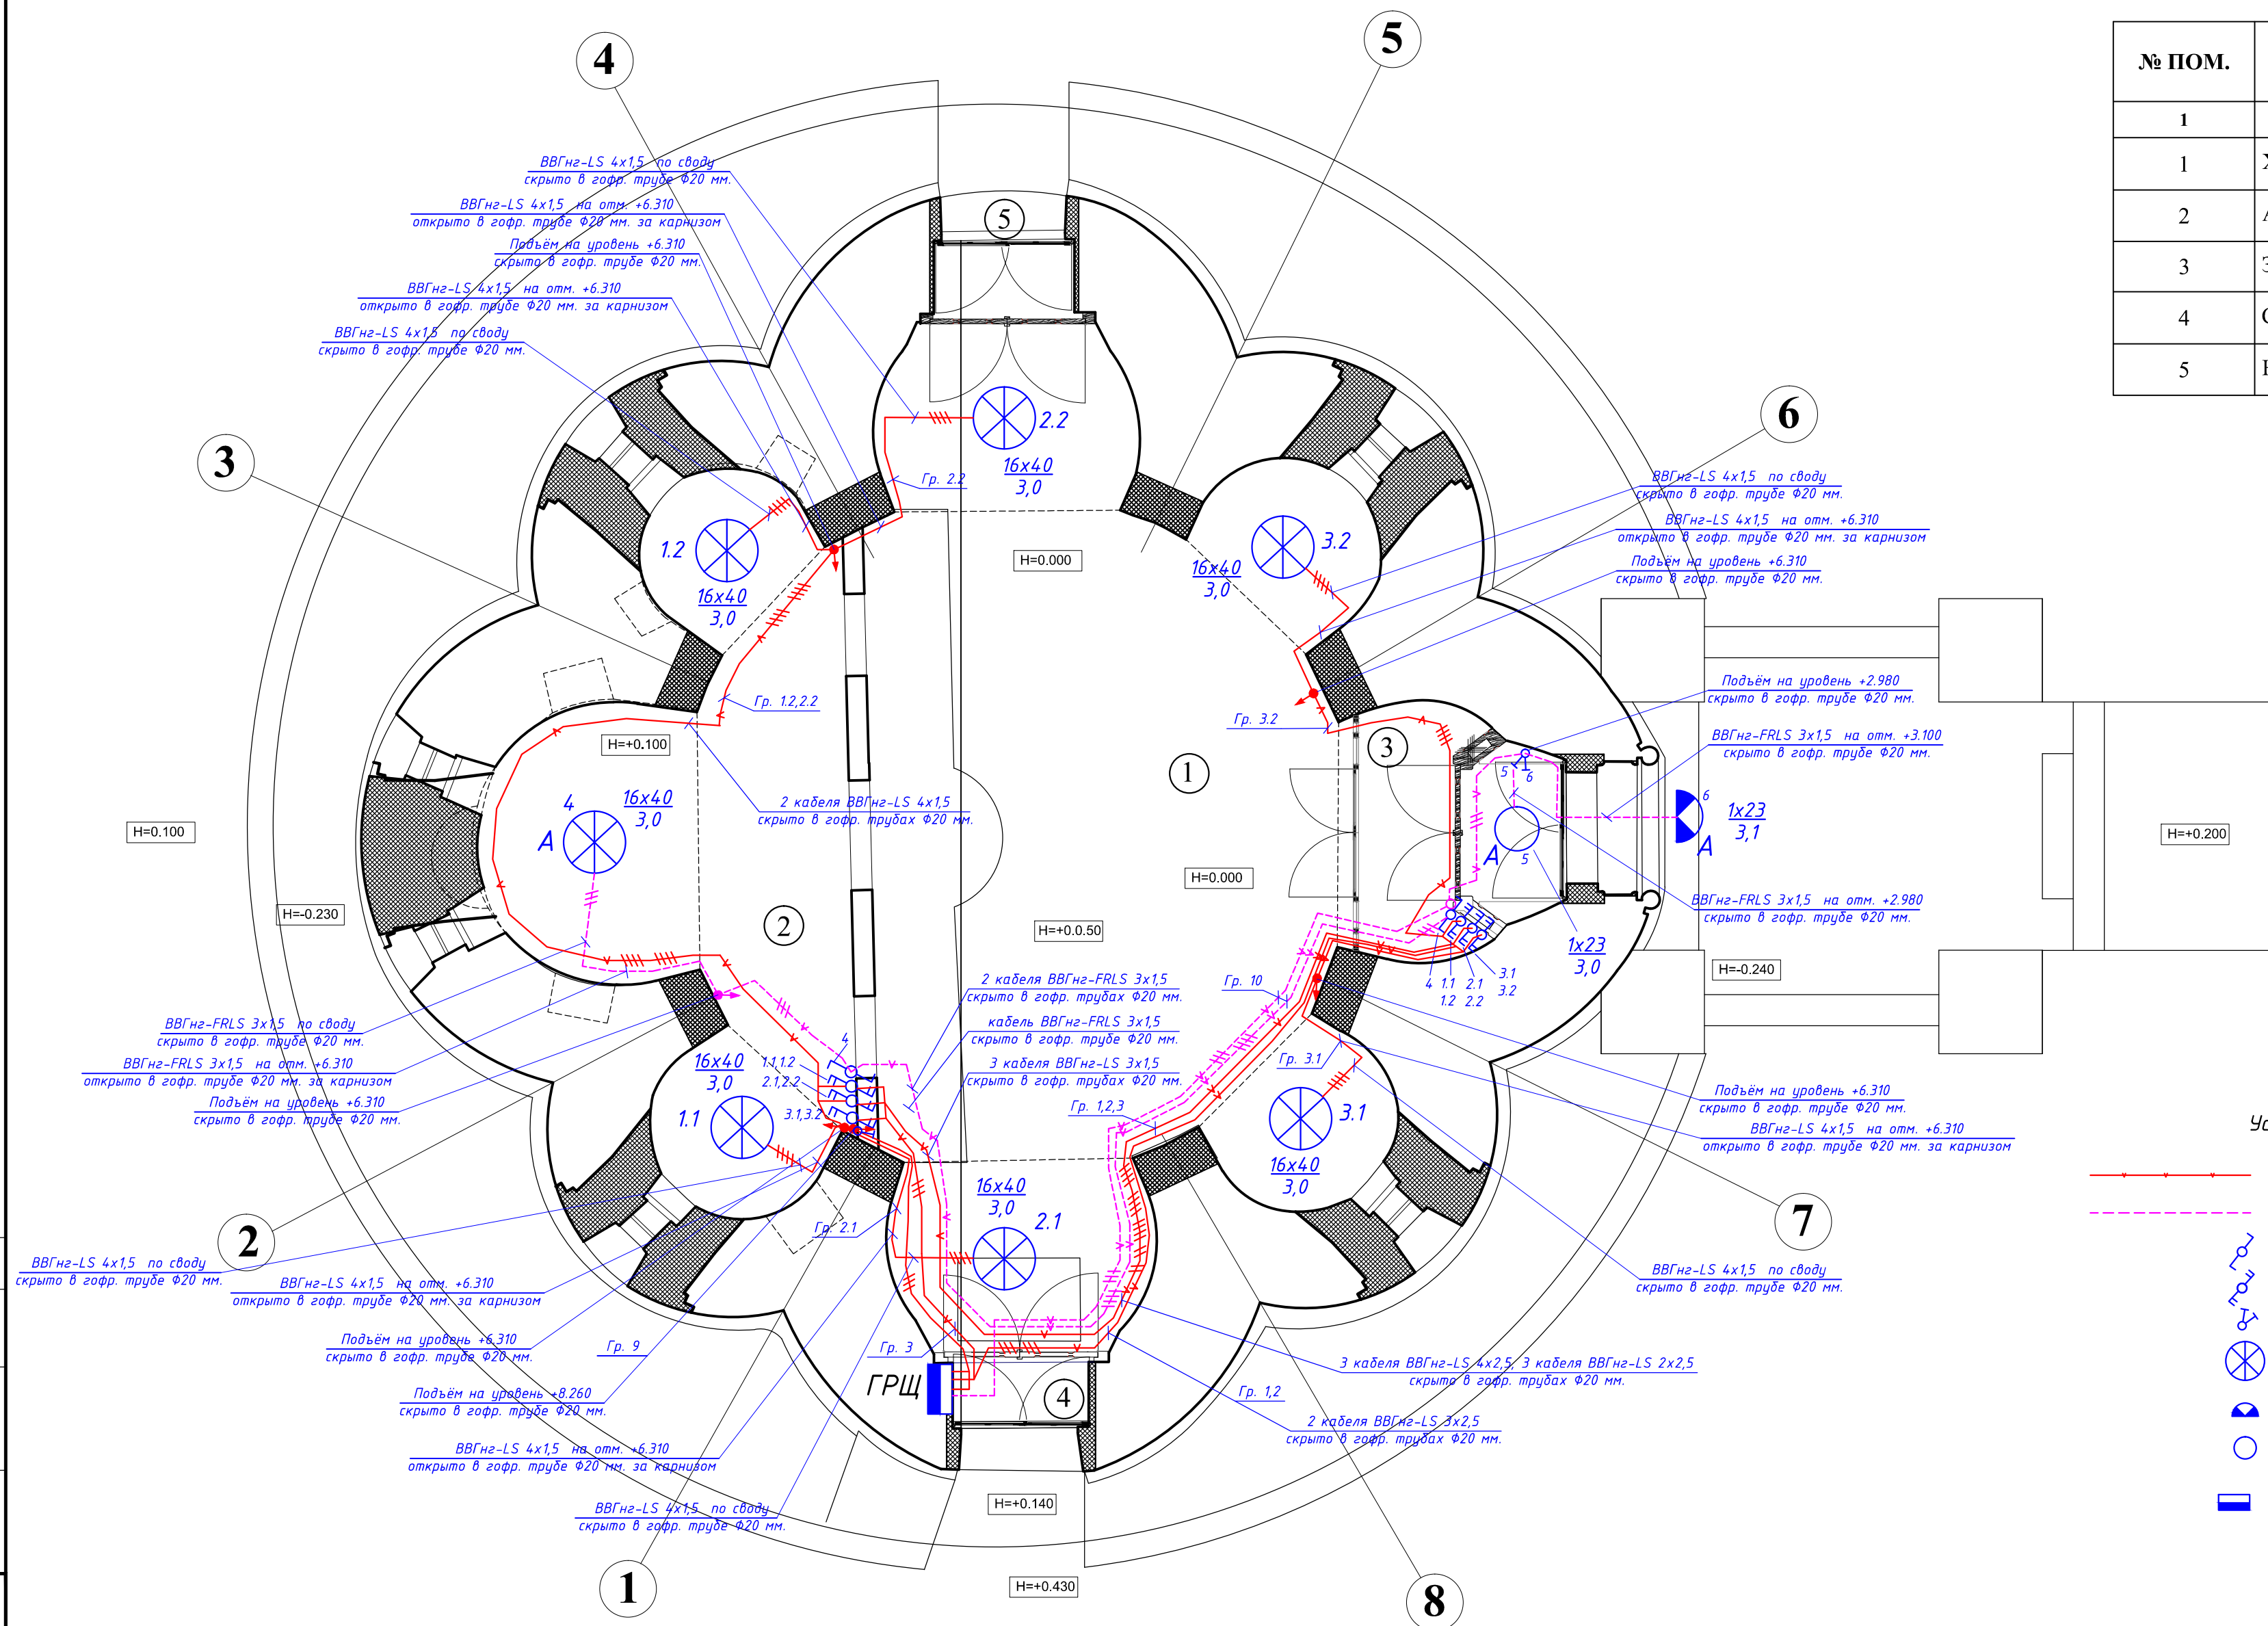 4
5
№ ПОМ.
1
1
2
3
4
5
ВВГнг-LS 4х1,5 по своду
скрыто в гофр. трубе Ф20 мм.
ВВГнг-LS 4х1,5 на отм. +6.310
открыто в гофр. трубе Ф20 мм. за карнизом
Подъём на уровень +6.310
скрыто в гофр. трубе Ф20 мм.
ВВГнг-LS 4х1,5 на отм. +6.310
открыто в гофр. трубе Ф20 мм. за карнизом
ВВГнг-LS 4х1,5 по своду
скрыто в гофр. трубе Ф20 мм.
5
2.2
16х40
3,0
Гр. 2.2
3
6
1.2
16х40
3,0
H=0.000
3.2
16х40
3,0
ВВГнг-LS 4х1,5 по своду
скрыто в гофр. трубе Ф20 мм.
ВВГнг-LS 4х1,5 на отм. +6.310
открыто в гофр. трубе Ф20 мм. за карнизом
Подъём на уровень +6.310
скрыто в гофр. трубе Ф20 мм.
Подъём на уровень +2.980
скрыто в гофр. трубе Ф20 мм.
ВВГнг-FRLS 3х1,5 на отм. +3.100
скрыто в гофр. трубе Ф20 мм.
Гр. 1.2,2.2
Гр. 3.2
H=+0.100
3
1
5
6
6
1х23
3,1
А
2 кабеля ВВГнг-LS 4х1,5
скрыто в гофр. трубах Ф20 мм.
4
16х40
3,0
А
H=0.100
H=+0.200
А
5
H=0.000
ВВГнг-FRLS 3х1,5 на отм. +2.980
скрыто в гофр. трубе Ф20 мм.
H=-0.230
2
H=+0.0.50
1х23
3,0
H=-0.240
4 1.1 2.1 3.1
1.2 2.2 3.2
2 кабеля ВВГнг-FRLS 3х1,5
скрыто в гофр. трубах Ф20 мм.
Гр. 10
кабель ВВГнг-FRLS 3х1,5
скрыто в гофр. трубе Ф20 мм.
3 кабеля ВВГнг-LS 3х1,5
скрыто в гофр. трубах Ф20 мм.
ВВГнг-FRLS 3х1,5 по своду
скрыто в гофр. трубе Ф20 мм.
ВВГнг-FRLS 3х1,5 на отм. +6.310
открыто в гофр. трубе Ф20 мм. за карнизом
Подъём на уровень +6.310
скрыто в гофр. трубе Ф20 мм.
4
1.1,1.2
2.1,2.2
3.1,3.2
16х40
3,0
1.1
Гр. 3.1
Гр. 1,2,3
3.1
16х40
3,0
Подъём на уровень +6.310
скрыто в гофр. трубе Ф20 мм.
ВВГнг-LS 4х1,5 на отм. +6.310
открыто в гофр. трубе Ф20 мм. за карнизом
16х40
3,0
2.1
Гр. 2.1
2
7
ВВГнг-LS 4х1,5 по своду
скрыто в гофр. трубе Ф20 мм.
ВВГнг-LS 4х1,5 на отм. +6.310
открыто в гофр. трубе Ф20 мм. за карнизом
Подъём на уровень +6.310
скрыто в гофр. трубе Ф20 мм.
Гр. 9
Гр. 3
ВВГнг-LS 4х1,5 по своду
скрыто в гофр. трубе Ф20 мм.
3 кабеля ВВГнг-LS 4х2,5, 3 кабеля ВВГнг-LS 2х2,5
скрыто в гофр. трубах Ф20 мм.
ГРЩ
4
Гр. 1,2
Подъём на уровень +8.260
скрыто в гофр. трубе Ф20 мм.
2 кабеля ВВГнг-LS 3х2,5
скрыто в гофр. трубах Ф20 мм.
ВВГнг-LS 4х1,5 на отм. +6.310
открыто в гофр. трубе Ф20 мм. за карнизом
ВВГнг-LS 4х1,5 по своду
скрыто в гофр. трубе Ф20 мм.
H=+0.140
H=+0.430
1
8